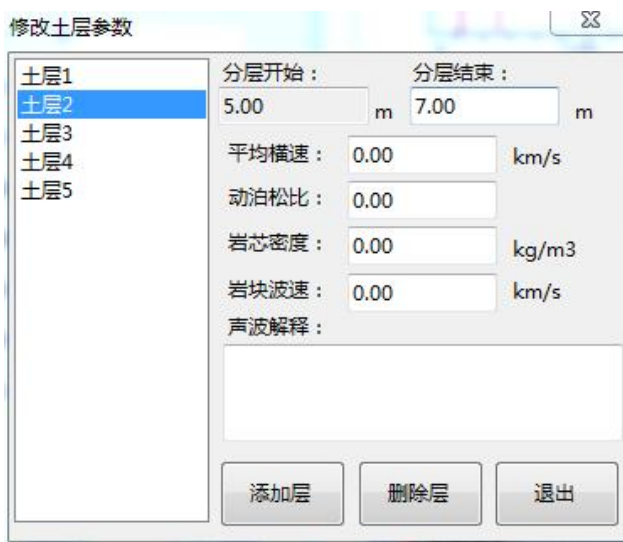 修改土层参数
土层1
土层2
土层3
土层4
土层5
分层开始： 分层结束：
5.00 m 7.00 m
平均横速： 0.00 km/s
动泊松比： 0.00
岩芯密度： 0.00 kg/m3
岩块波速： 0.00 km/s
声波解释：
添加层 删除层 退出